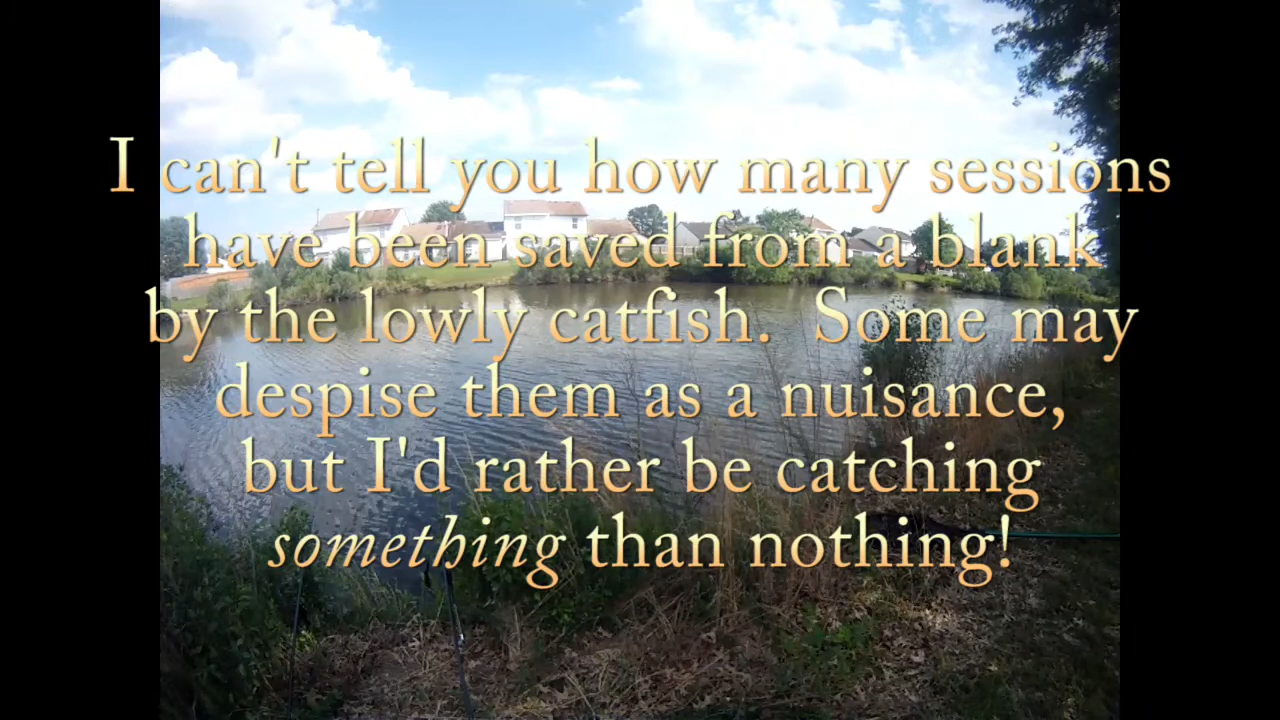 I can't tell you how many sessions
have been saved from a blank
by the lowly catfish.  Some may
despise them as a nuisance,
but I'd rather be catching
something than nothing!